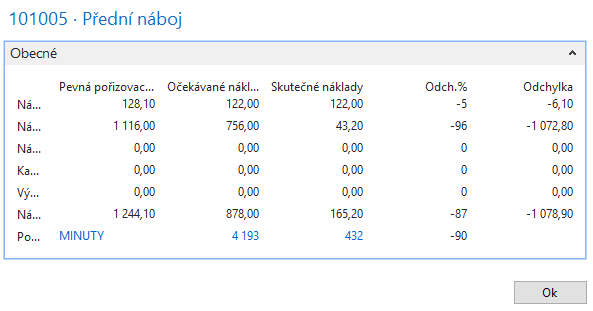 101005 · Přední náboj
Obecné
Pevná pořizovac... Očekávané nákl... Skutečné náklady Odch.% Odchylka
Ná... 128,10 122,00 122,00 -5 -6,10
Ná... 1 116,00 756,00 43,20 -96 -1 072,80
Ná... 0,00 0,00 0,00 0 0,00
Ka... 0,00 0,00 0,00 0 0,00
Vý... 0,00 0,00 0,00 0 0,00
Ná... 1 244,10 878,00 165,20 -87 -1 078,90
Po... MINUTY 4 193 432 -90
Ok